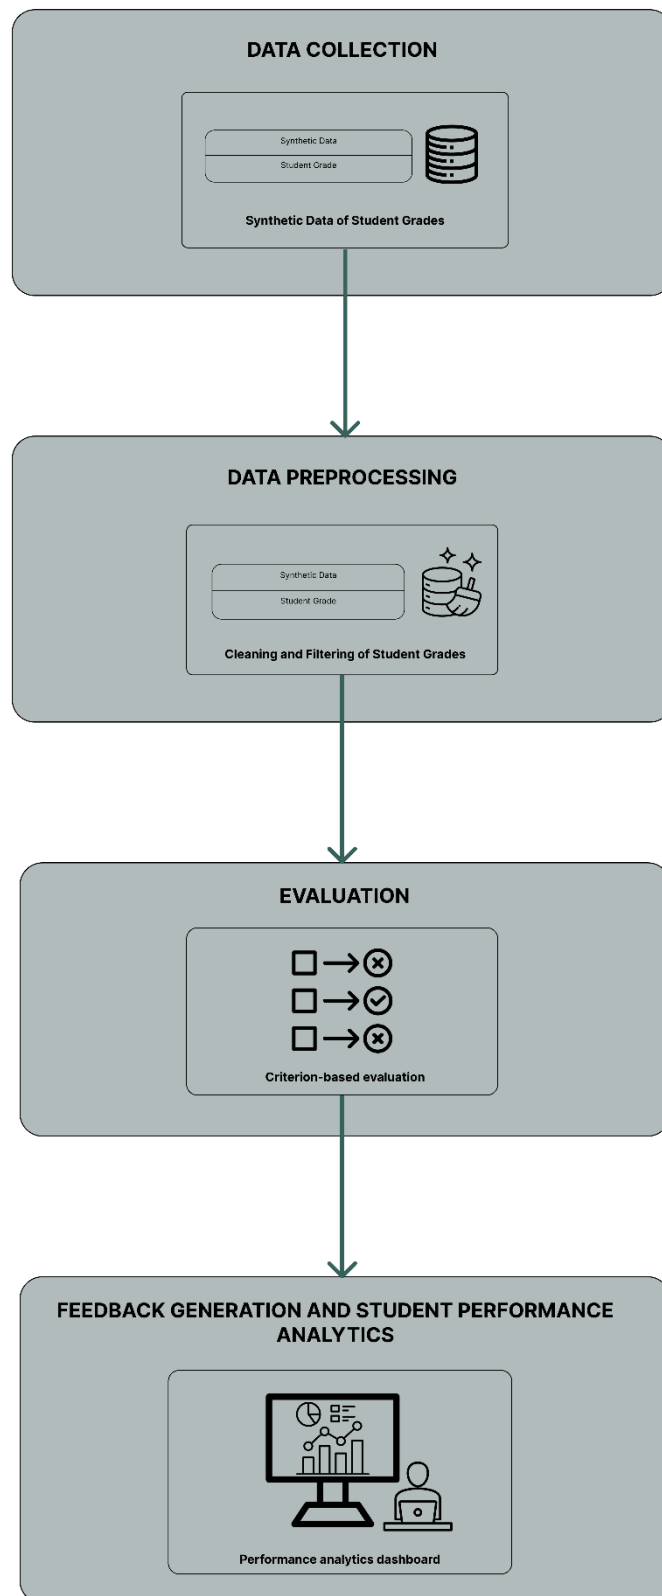 DATA COLLECTION
Synthetic Data
Student Grade
Synthetic Data of Student Grades
DATA PREPROCESSING
Synthetic Data
Student Grade
Cleaning and Filtering of Student Grades
EVALUATION
Criterion-based evaluation
FEEDBACK GENERATION AND STUDENT PERFORMANCE
ANALYTICS
Performance analytics dashboard